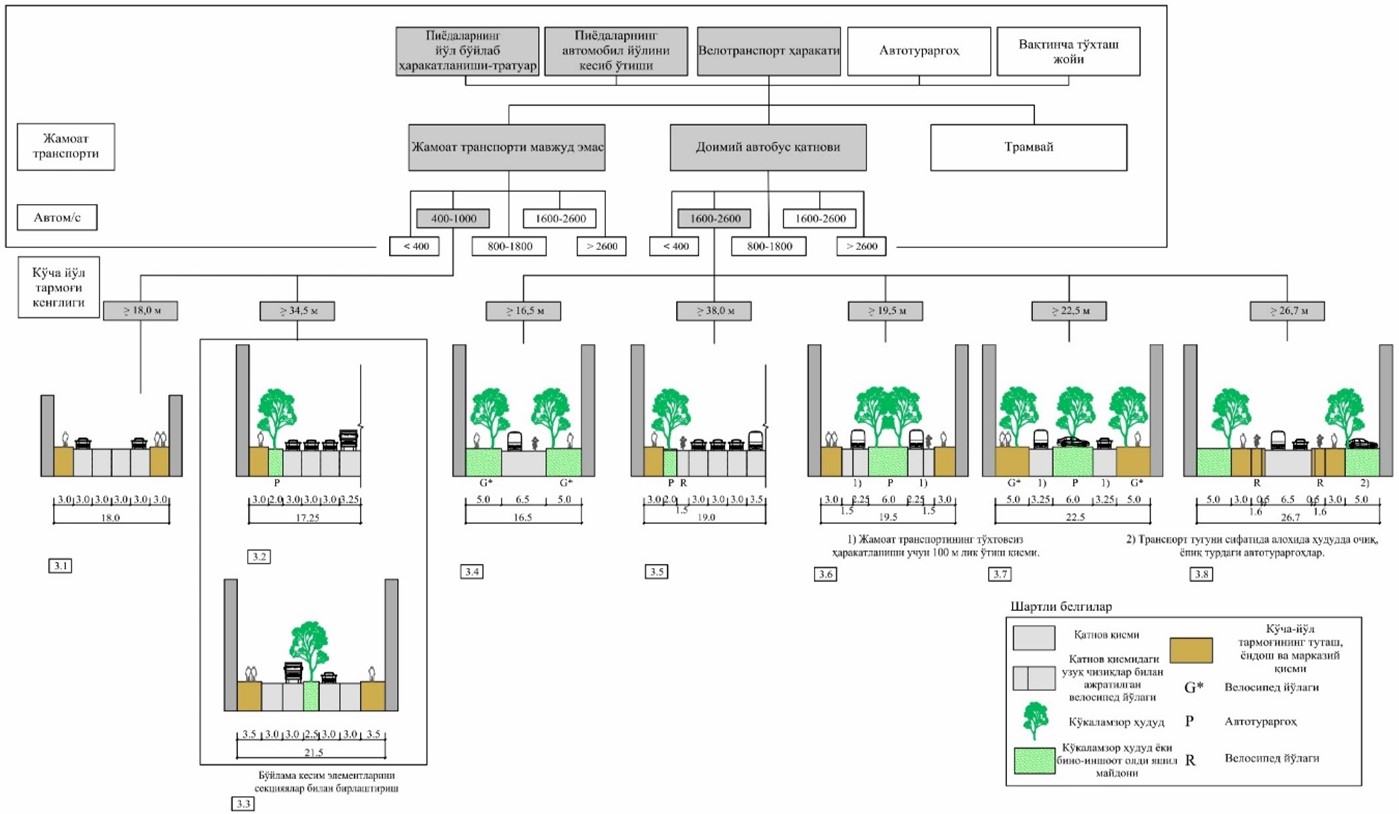 Пиёдаларнинг
йўл бўйлаб
ҳаракатланиши-тратуар
Пиёдаларнинг
автомобил йўлини
кесиб ўтиши
Велотранспорт ҳаракати
Автотураргоҳ
Вақтинча тўхташ
жойи
Жамоат
транспорти
Жамоат транспорти мавжуд эмас
Доимий автобус қатнови
Трамвай
Автом/с
400-1000
1600-2600
1600-2600
1600-2600
< 400
800-1800
> 2600
< 400
800-1800
> 2600
Кўча йўл
тармоғи
кенглиги
≥ 18,0 м
≥ 34,5 м
≥ 16,5 м
≥ 38,0 м
≥ 19,5 м
≥ 22,5 м
≥ 26,7 м
3.0 3.0 3.0 3.0 3.0 3.0
18.0
3.1
P
3.0 2.0 3.0 3.0 3.0 3.25
17.25
3.2
G* G*
5.0 6.5 5.0
16.5
3.4
P R
3.0 2.0 3.0 3.0 3.0 3.5
1.5
19.0
3.5
1) P 1)
3.0 2.25 6.0 2.25 3.0
1.5 1.5
19.5
3.6
G* 1) P 1) G*
5.0 3.25 6.0 3.25 5.0
22.5
3.7
R R 2)
5.0 3.0 0.5 6.0 0.5 3.0 5.0
1.6 1.6
26.7
3.8
1) Жамоат транспортининг тўхтовсиз
ҳаракатланиши учун 100 м лик ўтиш қисми.
2) Транспорт тугуни сифатида алоҳида ҳудудда очиқ,
ёпиқ турдаги автотураргоҳлар.
3.5 3.0 3.0 2.5 3.0 3.0 3.5
21.5
Бўйлама кесим элементларини
секциялар билан бирлаштириш
3.3
Шартли белгилар
Қатнов қисми
Қатнов қисмидаги
узуқ чизиқлар билан
ажратилган
велосипед йўлаги
Кўкаламзор ҳудуд
Кўкаламзор ҳудуд ёки
бино-иншоот олди яшил
майдони
Кўча-йўл
тармоғининг туташ,
ёндош ва марказий
қисми
G* Велосипед йўлаги
P Автотураргоҳ
R Велосипед йўлаги